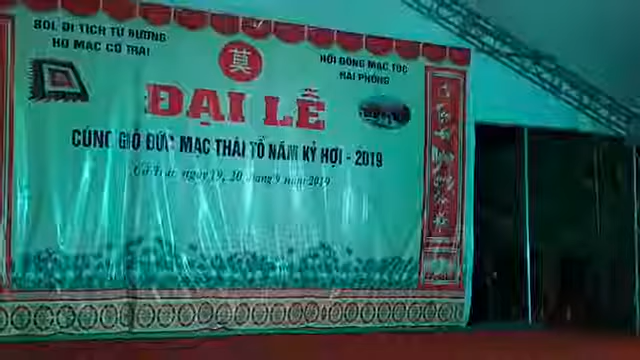 BQL DI TÍCH TỪ ĐƯỜNG
HỌ MẠC CỔ TRAI
莫
HỘI ĐỒNG MẠC TỘC
HẢI PHÒNG
ĐẠI LỄ
CÚNG GIỖ ĐỨC MẠC THÁI TỔ NĂM KỶ HỢI - 2019
Cổ Trai, ngày 19, 20 tháng 9 năm 2019